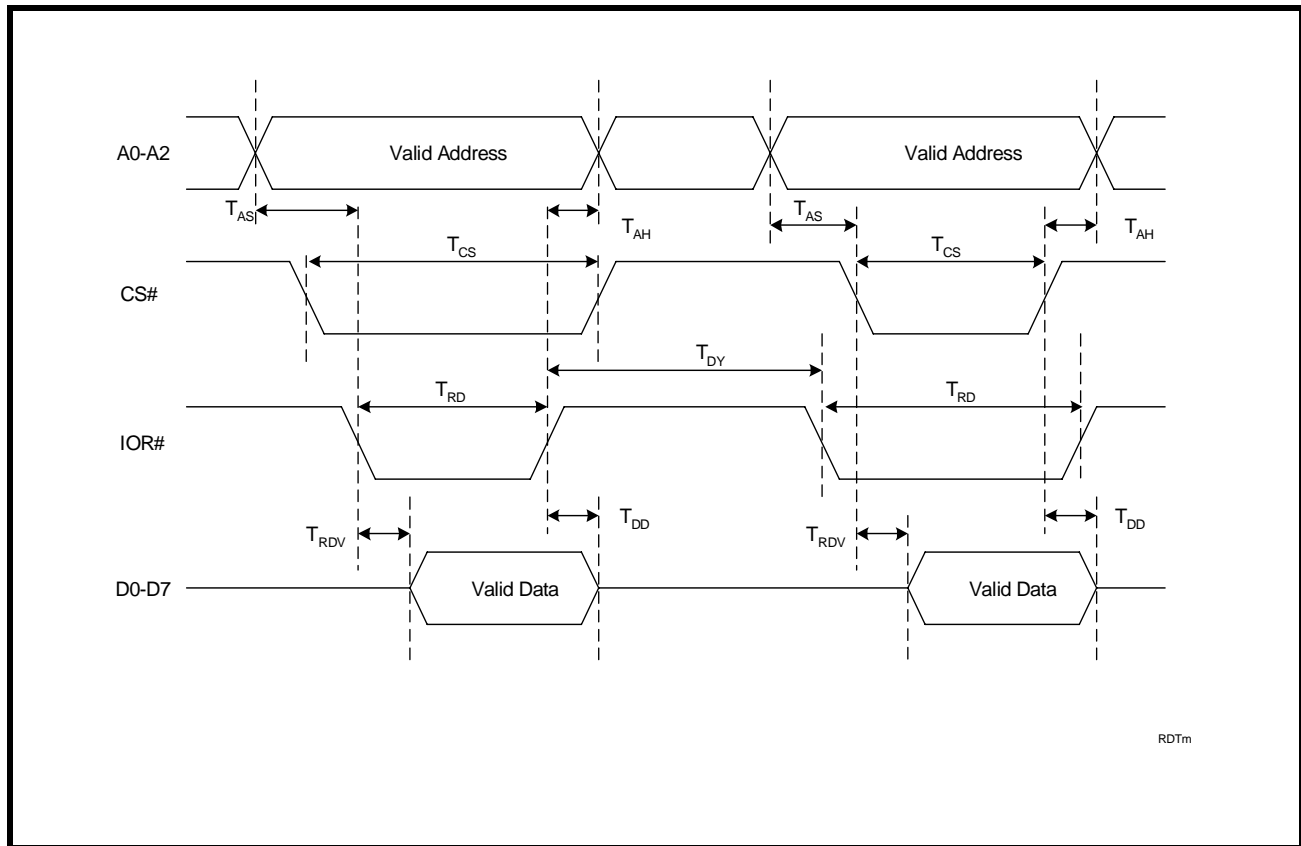 A0-A2
Valid Address
Valid Address
TAS
TAH
TAS
TAH
TCS
TCS
CS#
TDY
TRD
TRD
IOR#
TRDV
TDD
TRDV
TDD
D0-D7
Valid Data
Valid Data
RDTm